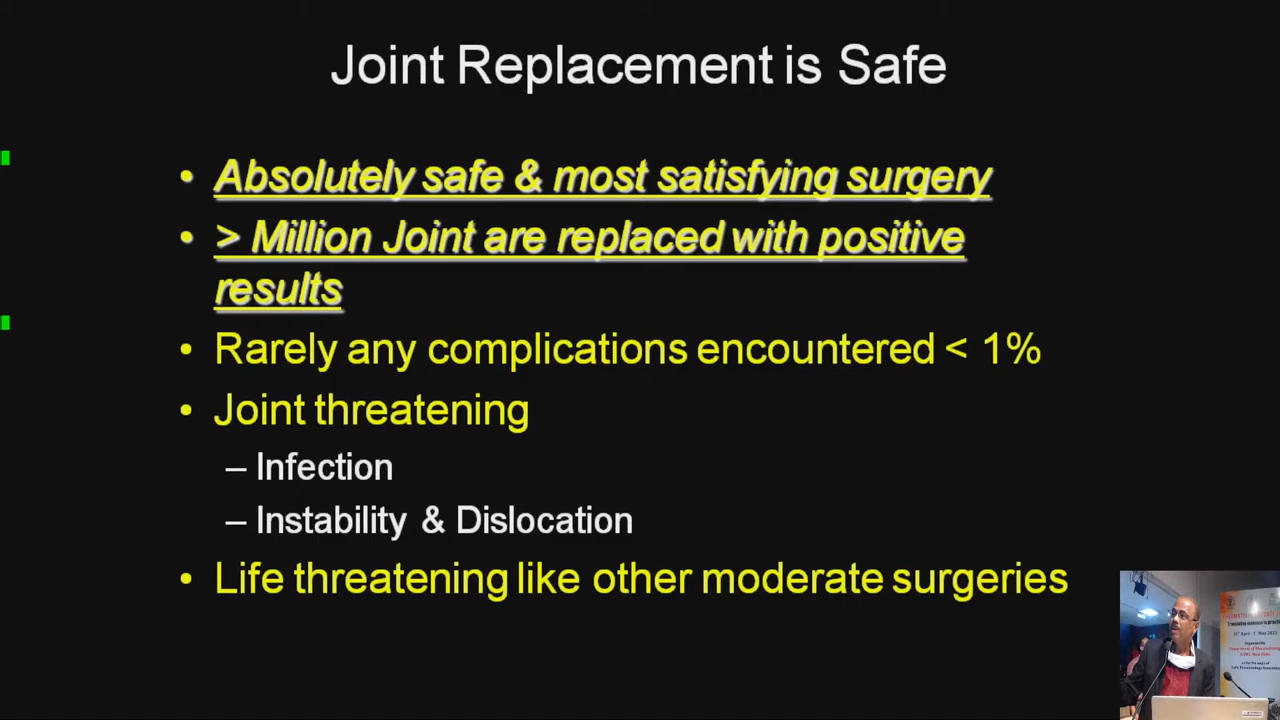 Joint Replacement is Safe
• Absolutely safe & most satisfying surgery
• > Million Joint are replaced with positive
results
• Rarely any complications encountered < 1%
• Joint threatening
– Infection
– Instability & Dislocation
• Life threatening like other moderate surgeries